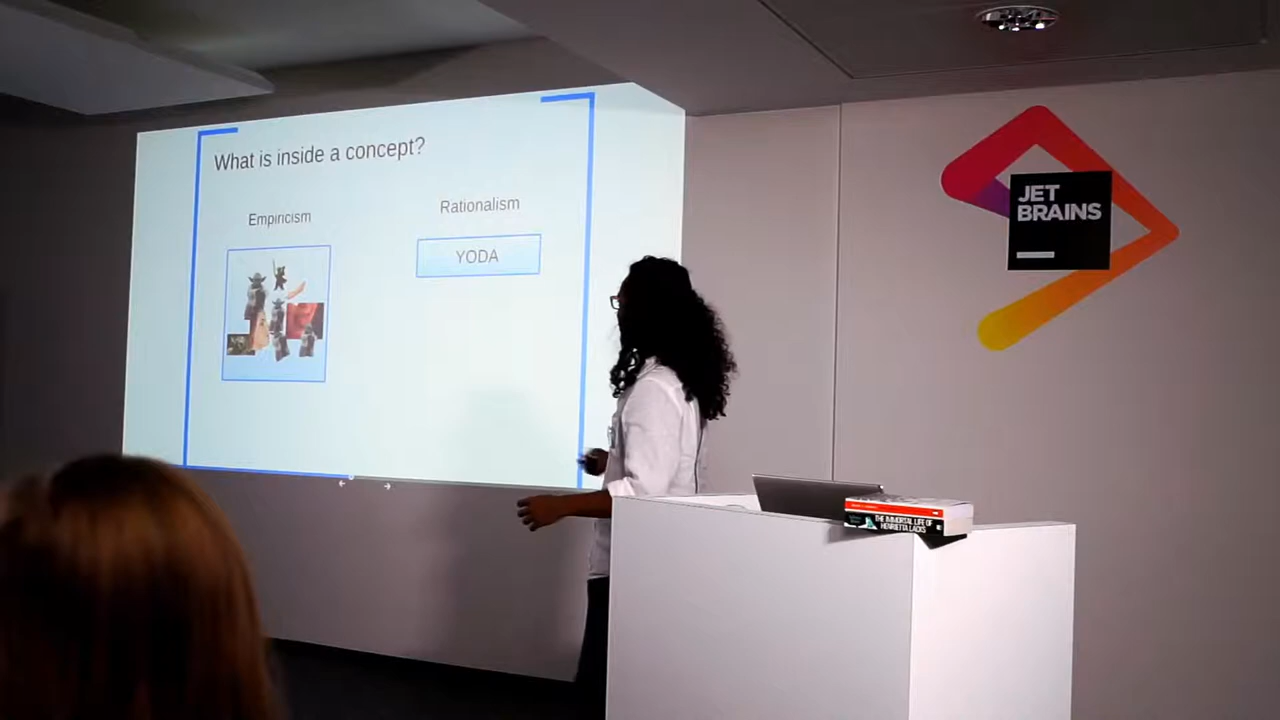 What is inside a concept?
Empiricism
Rationalism
YODA
JET
BRAINS
THE IMMORTAL LIFE OF
HENRIETTA LACKS